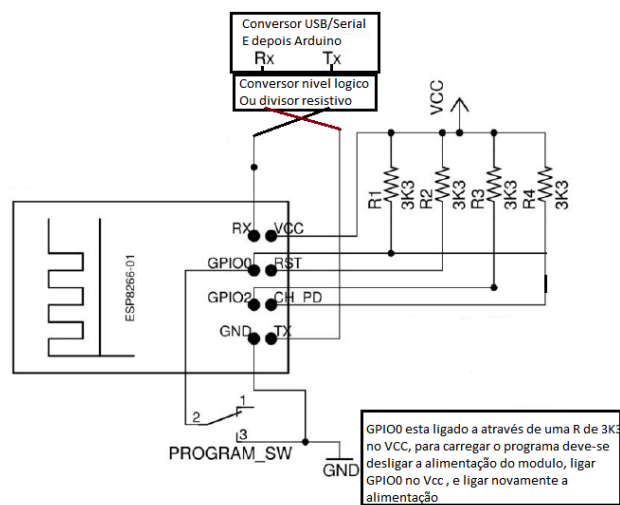 Conversor USB/Serial
E depois Arduino
Rx Tx
Conversor nivel logico
Ou divisor resistivo
VCC
R1 3K3
R2 3K3
R3 3K3
R4 3K3
ESP8266-01
RX VCC
GPIO0 RST
GPIO2 CH_PD
GND TX
1
2
3
PROGRAM_SW
GND
GPIO0 esta ligado a através de uma R de 3K3
no VCC, para carregar o programa deve-se
desligar a alimentação do modulo, ligar
GPIO0 no Vcc , e ligar novamente a
alimentação